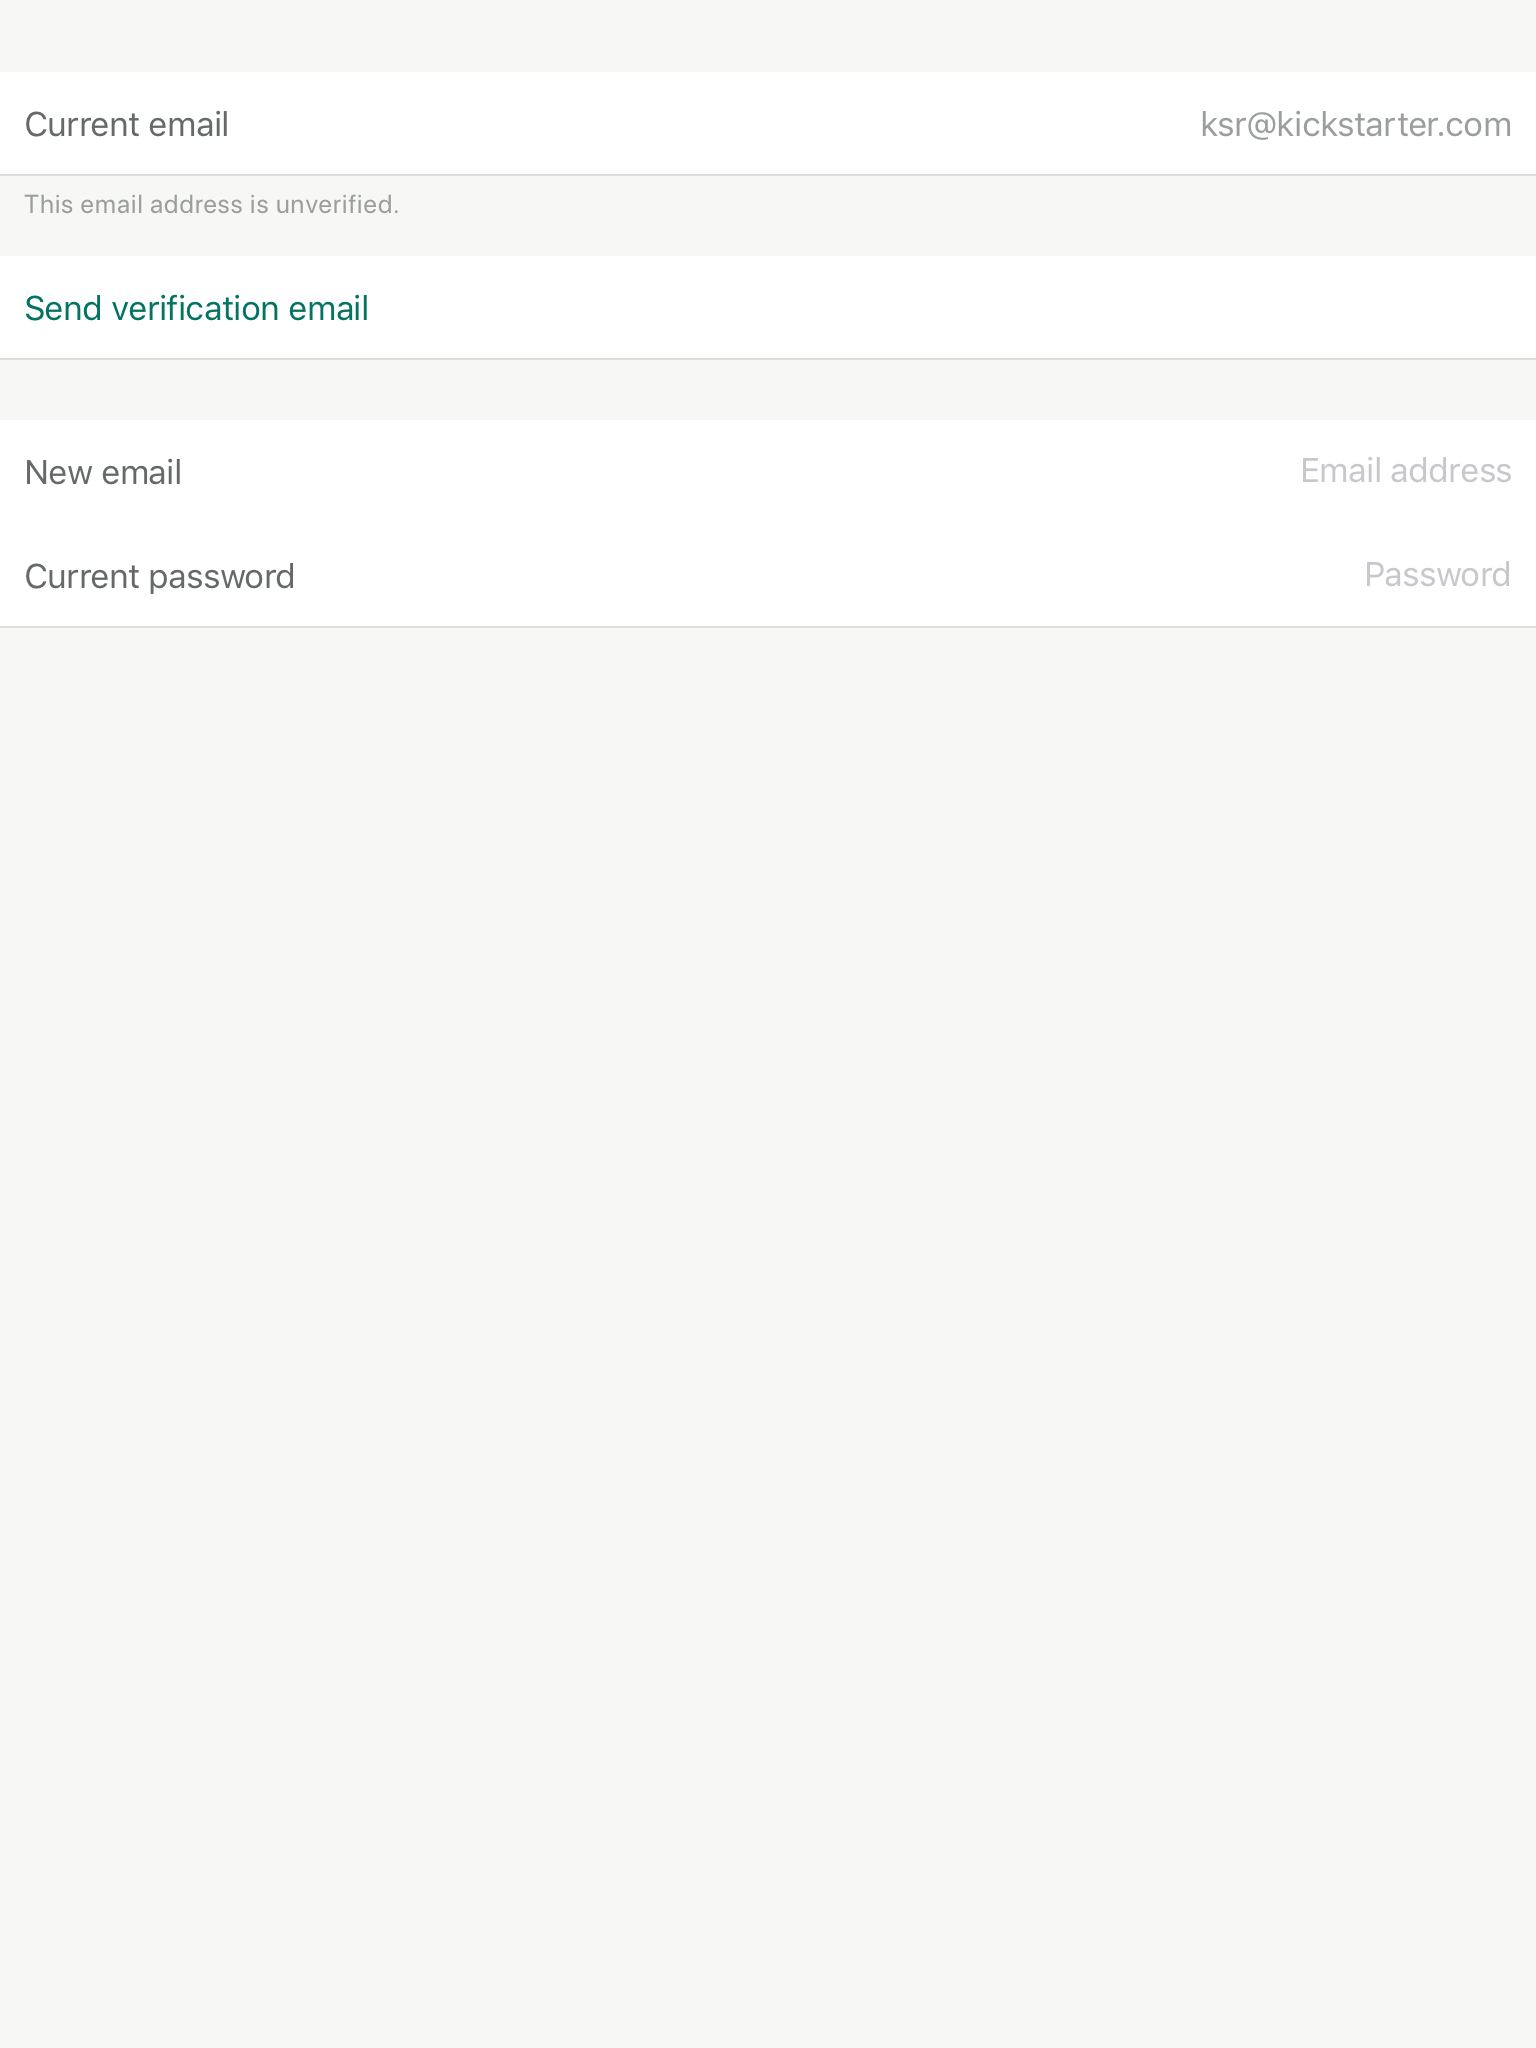 Current email ksr@kickstarter.com
This email address is unverified.
Send verification email
New email Email address
Current password Password